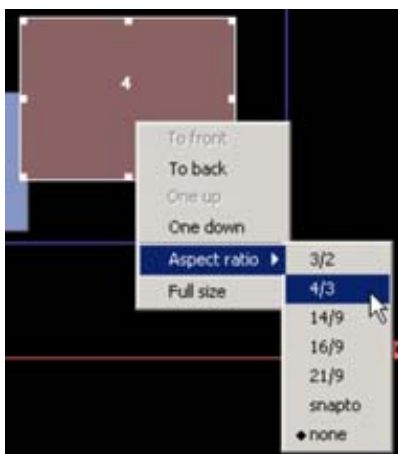 4
To front
To back
One up
One down
Aspect ratio
Full size
3/2
4/3
14/9
16/9
21/9
snapto
none